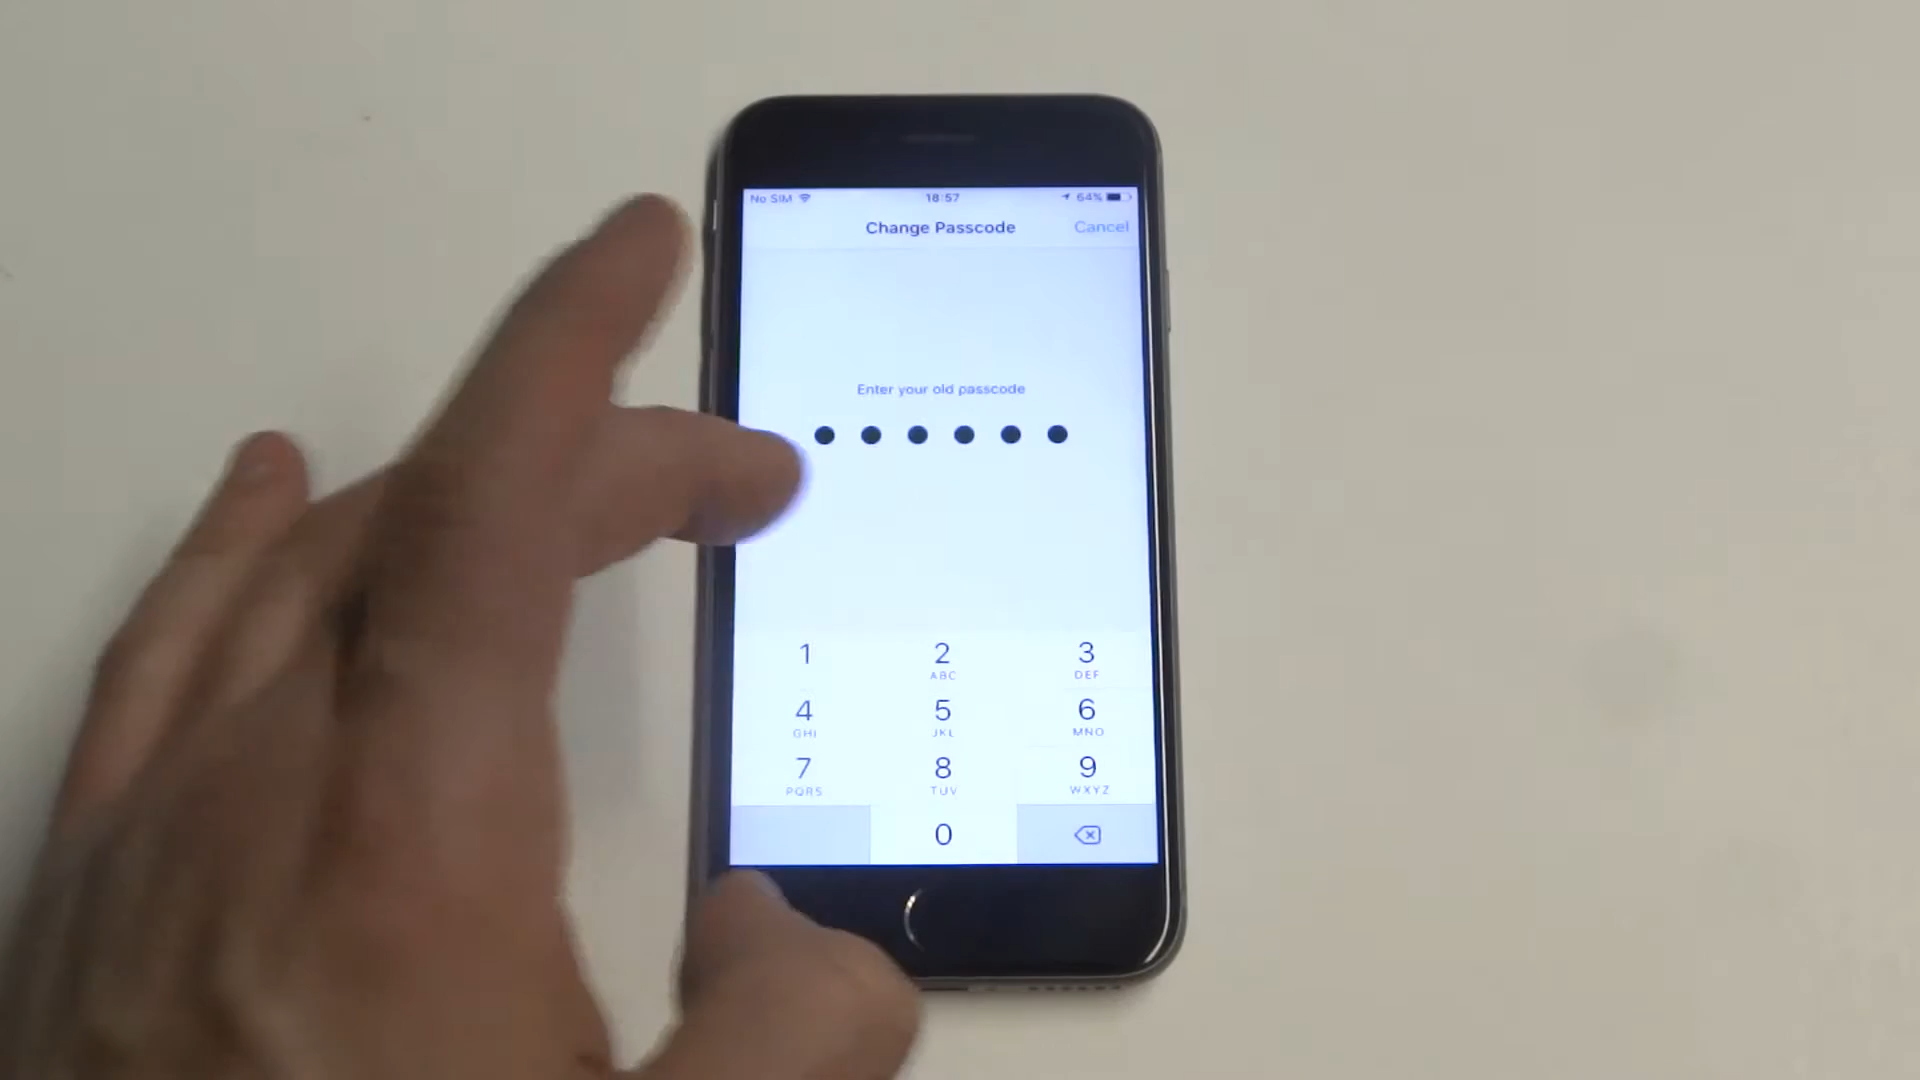 No SIM 18:57 64%
Change Passcode Cancel
Enter your old passcode
1 2 3
ABC DEF
4 5 6
GHI JKL MNO
7 8 9
PQRS TUV WXYZ
0